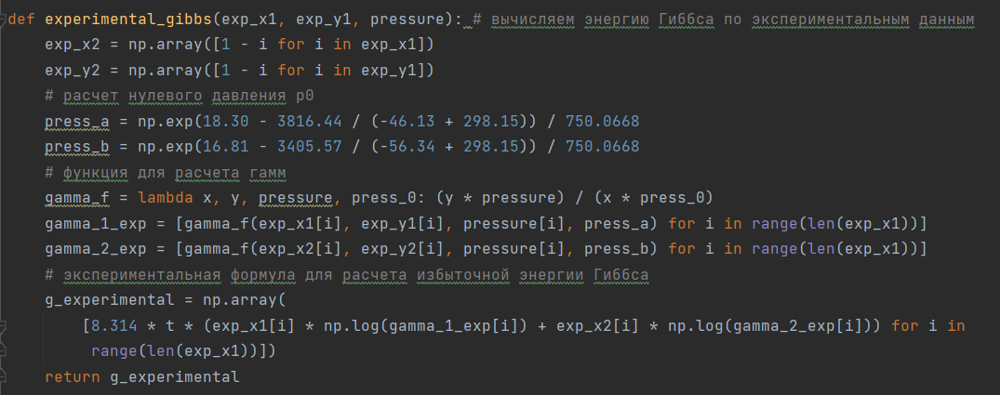 def experimental_gibbs(exp_x1, exp_y1, pressure): # вычисляем энергию Гиббса по экспериментальным данным
    exp_x2 = np.array([1 - i for i in exp_x1])
    exp_y2 = np.array([1 - i for i in exp_y1])
    # расчет нулевого давления p0
    press_a = np.exp(18.30 - 3816.44 / (-46.13 + 298.15)) / 750.0668
    press_b = np.exp(16.81 - 3405.57 / (-56.34 + 298.15)) / 750.0668
    # функция для расчета гамм
    gamma_f = lambda x, y, pressure, press_0: (y * pressure) / (x * press_0)
    gamma_1_exp = [gamma_f(exp_x1[i], exp_y1[i], pressure[i], press_a) for i in range(len(exp_x1))]
    gamma_2_exp = [gamma_f(exp_x2[i], exp_y2[i], pressure[i], press_b) for i in range(len(exp_x1))]
    # экспериментальная формула для расчета избыточной энергии Гиббса
    g_experimental = np.array(
        [8.314 * t * (exp_x1[i] * np.log(gamma_1_exp[i]) + exp_x2[i] * np.log(gamma_2_exp[i])) for i in
         range(len(exp_x1))])
    return g_experimental